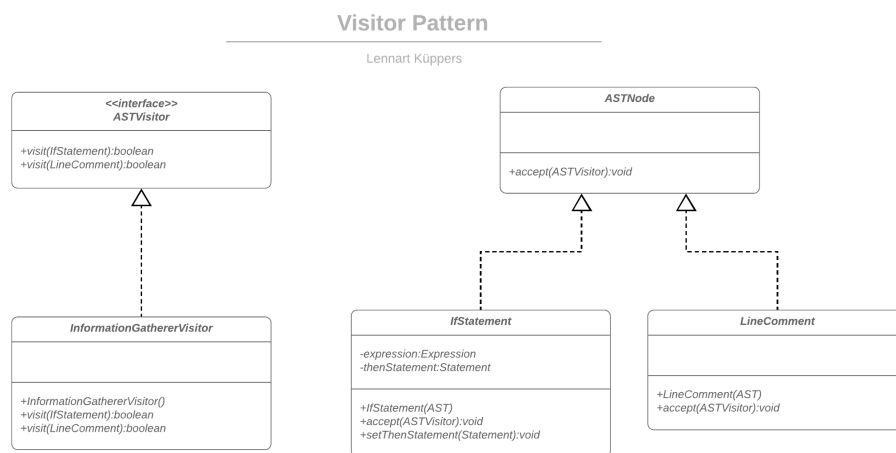 Visitor Pattern
Lennart Küppers
<<interface>>
ASTVisitor
+visit(IfStatement):boolean
+visit(LineComment):boolean
ASTNode
+accept(ASTVisitor):void
InformationGathererVisitor
+InformationGathererVisitor()
+visit(IfStatement):boolean
+visit(LineComment):boolean
IfStatement
-expression:Expression
-thenStatement:Statement
+IfStatement(AST)
+accept(ASTVisitor):void
+setThenStatement(Statement):void
LineComment
+LineComment(AST)
+accept(ASTVisitor):void